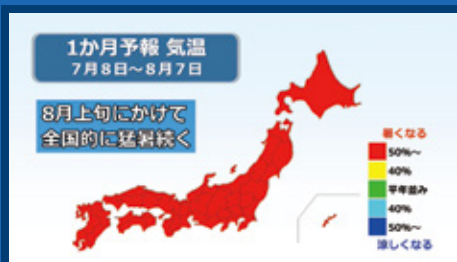 1か月予報 気温
7月8日～8月7日
8月上旬にかけて
全国的に猛暑続く
暑くなる
50%～
40%
平年並み
40%
50%～
涼しくなる